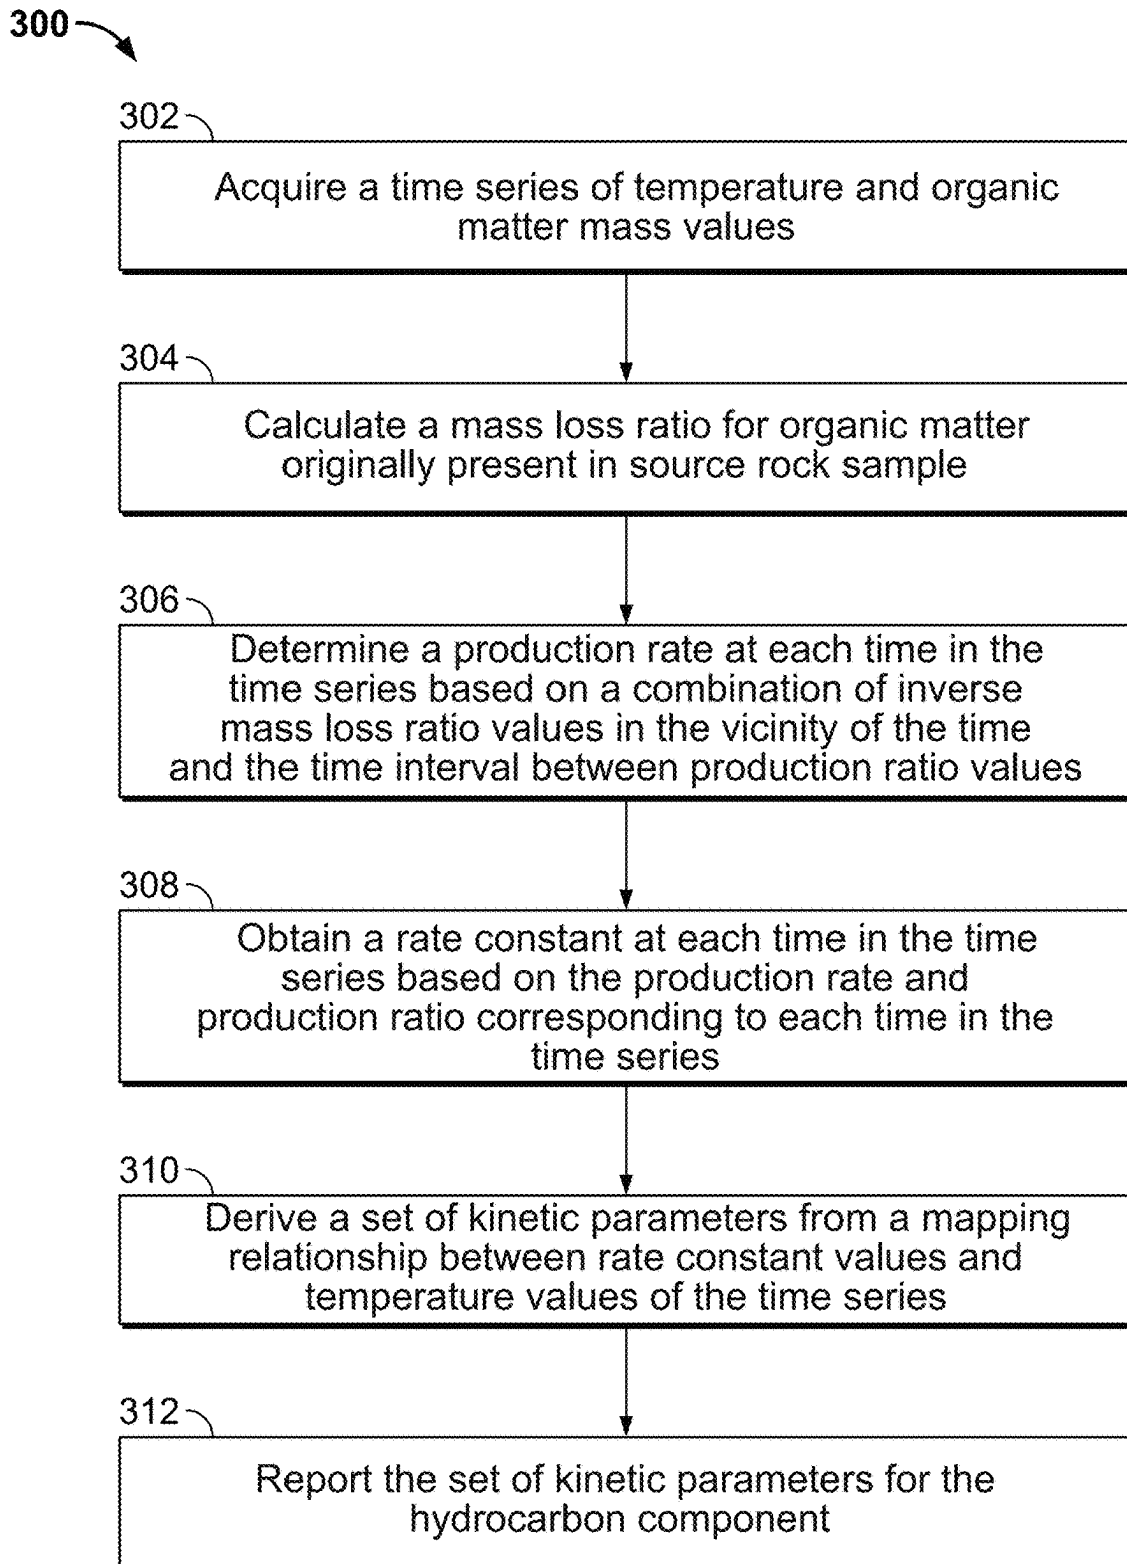 300
302
Acquire a time series of temperature and organic
matter mass values
304
Calculate a mass loss ratio for organic matter
originally present in source rock sample
306
Determine a production rate at each time in the
time series based on a combination of inverse
mass loss ratio values in the vicinity of the time
and the time interval between production ratio values
308
Obtain a rate constant at each time in the time
series based on the production rate and
production ratio corresponding to each time in the
time series
310
Derive a set of kinetic parameters from a mapping
relationship between rate constant values and
temperature values of the time series
312
Report the set of kinetic parameters for the
hydrocarbon component